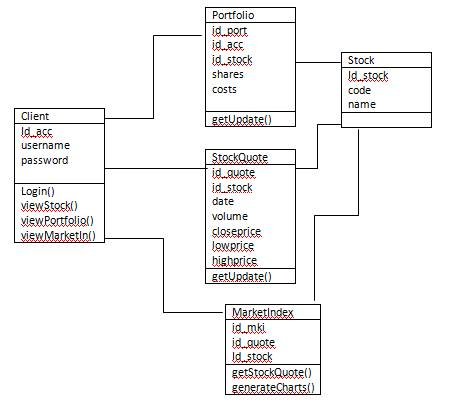 Portfolio
id_port
id_acc
id_stock
shares
costs
getUpdate()
Stock
Id_stock
code
name
Client
Id_acc
username
password
Login()
viewStock()
viewPortfolio()
viewMarketIn()
StockQuote
id_quote
id_stock
date
volume
closeprice
lowprice
highprice
getUpdate()
MarketIndex
id_mki
id_quote
Id_stock
getStockQuote()
generateCharts()